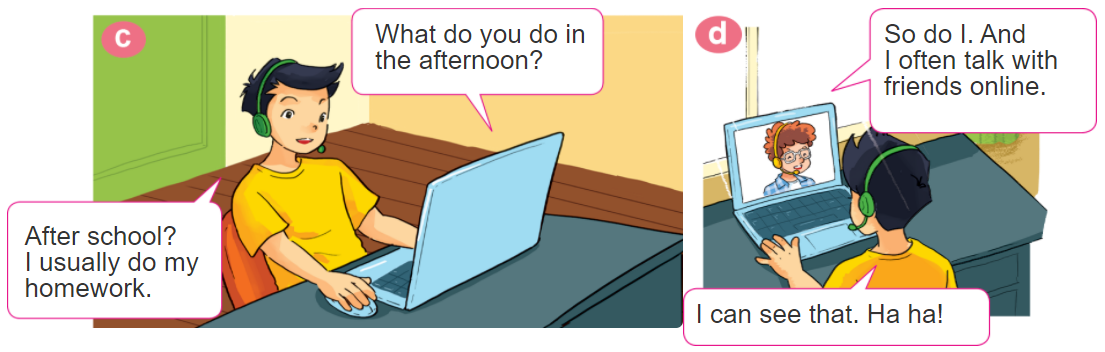 c
What do you do in
the afternoon?
After school?
I usually do my
homework.
d
So do I. And
I often talk with
friends online.
I can see that. Ha ha!